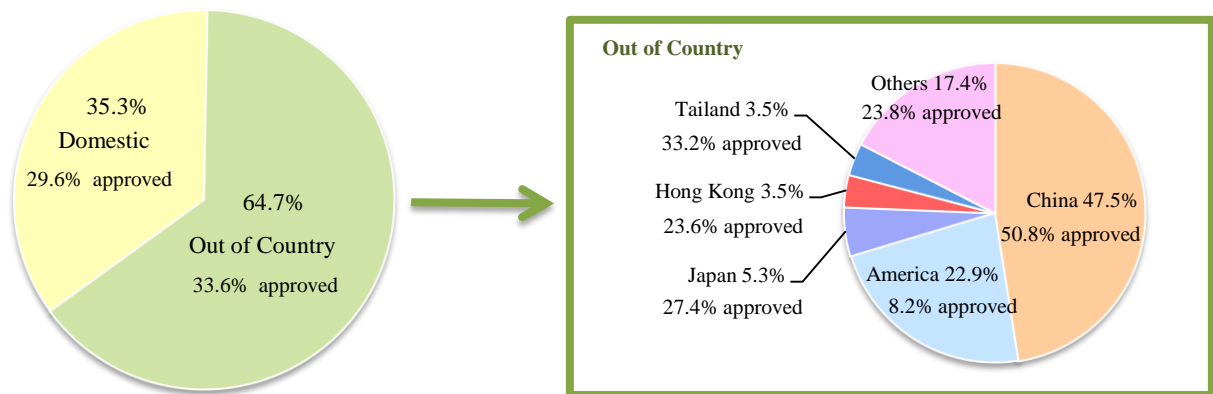 35.3%
Domestic
29.6% approved
64.7%
Out of Country
33.6% approved
Out of Country
Others 17.4%
23.8% approved
Tailand 3.5%
33.2% approved
Hong Kong 3.5%
23.6% approved
Japan 5.3%
27.4% approved
America 22.9%
8.2% approved
China 47.5%
50.8% approved